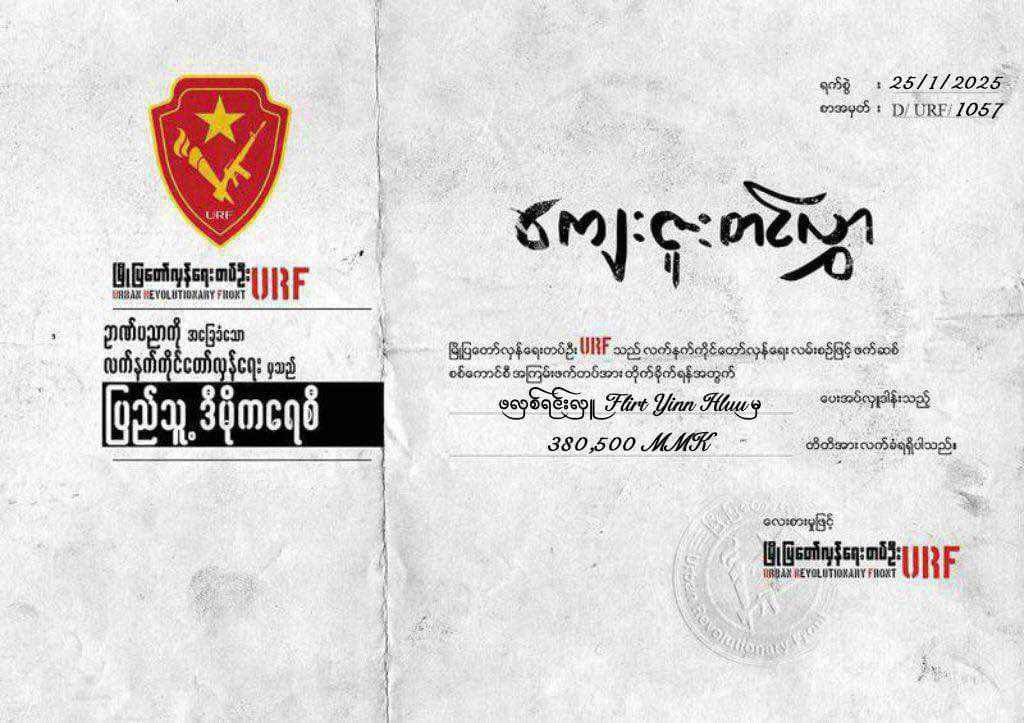 URF
မြို့ပြတော်လှန်ရေးတပ်ဦး URF
URBAN REVOLUTIONARY FRONT
ဉာဏ်ပညာကို အခြေခံသော
လက်နက်ကိုင်တော်လှန်ရေး မှသည်
ပြည်သူ့ ဒီမိုကရေစီ
ရက်စွဲ : 25/1/2025
စာအမှတ် : D/ URF/ 1057
ကျေးဇူးတင်လွှာ
မြို့ပြတော်လှန်ရေးတပ်ဦး URF သည် လက်နက်ကိုင်တော်လှန်ရေး လမ်းစဉ်ဖြင့် ဖက်ဆစ်
စစ်ကောင်စီ အကြမ်းဖက်တပ်အား တိုက်ခိုက်ရန်အတွက်
ဖလှစ်ရင်းလှူ Flirt Yinn Hluu မှ ပေးအပ်လှူဒါန်းသည့်
380,500 MMK တိတိအား လက်ခံရရှိပါသည်။
လေးစားမှုဖြင့်
မြို့ပြတော်လှန်ရေးတပ်ဦး URF
URBAN REVOLUTIONARY FRONT